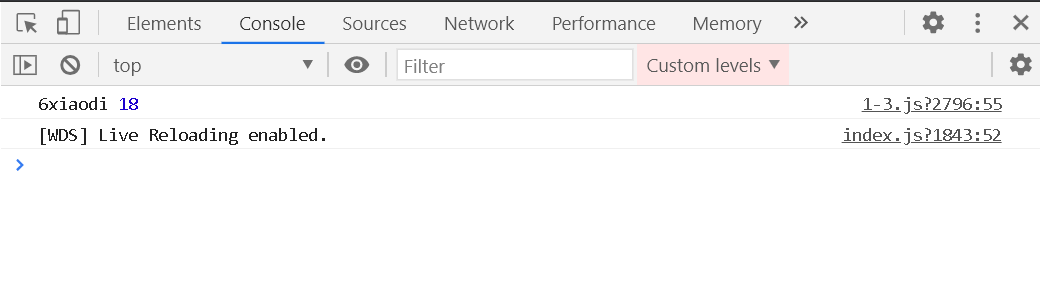 Elements Console Sources Network Performance Memory
top Filter Custom levels
6xiaodi 18 1-3.js?2796:55
[WDS] Live Reloading enabled. index.js?1843:52